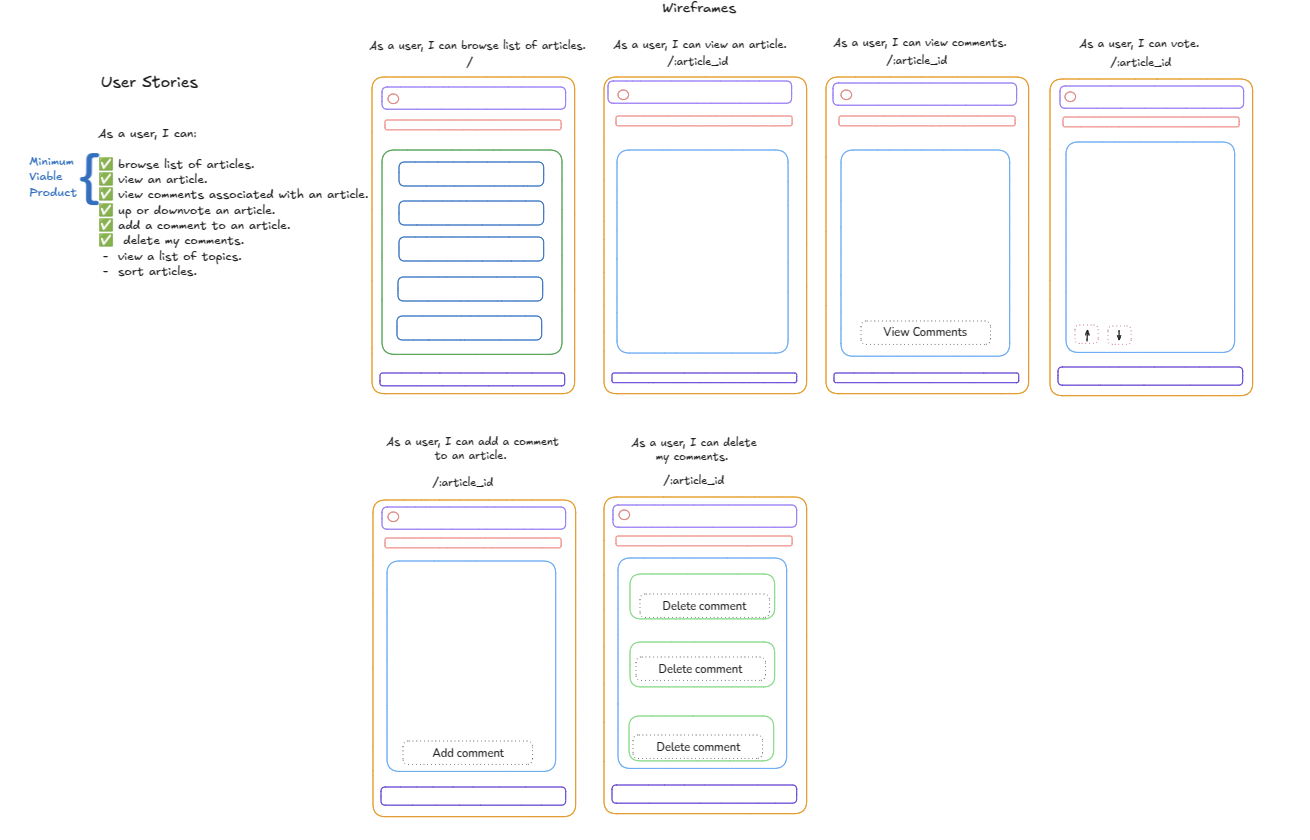 Wireframes
User Stories
As a user, I can:
Minimum
Viable
Product
✅ browse list of articles.
✅ view an article.
✅ view comments associated with an article.
✅ up or downvote an article.
✅ add a comment to an article.
✅ delete my comments.
- view a list of topics.
- sort articles.
As a user, I can browse list of articles.
/
As a user, I can view an article.
/:article_id
As a user, I can view comments.
/:article_id
View Comments
As a user, I can vote.
/:article_id
↑ ↓
As a user, I can add a comment
to an article.
/:article_id
Add comment
As a user, I can delete
my comments.
/:article_id
Delete comment
Delete comment
Delete comment